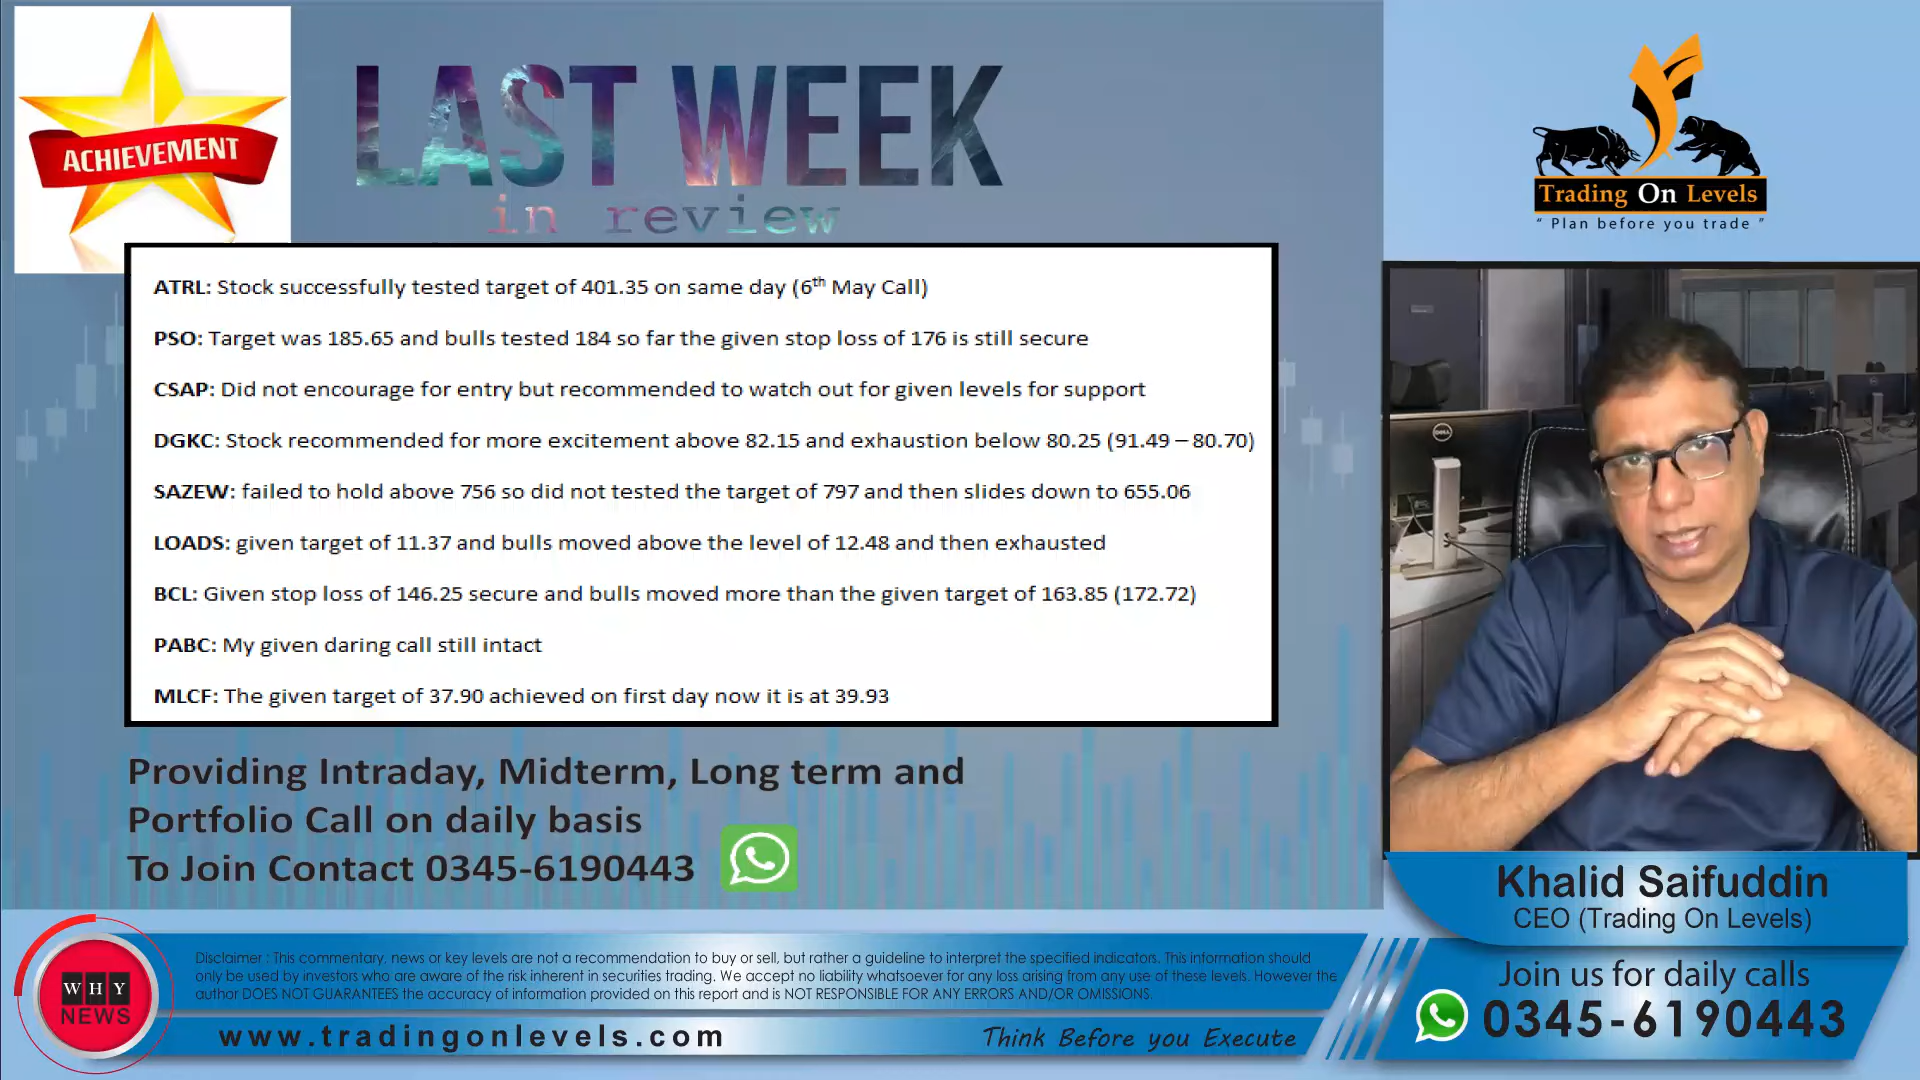 ACHIEVEMENT
LAST WEEK
in review
Trading On Levels
“ Plan before you trade ”
ATRL: Stock successfully tested target of 401.35 on same day (6th May Call)
PSO: Target was 185.65 and bulls tested 184 so far the given stop loss of 176 is still secure
CSAP: Did not encourage for entry but recommended to watch out for given levels for support
DGKC: Stock recommended for more excitement above 82.15 and exhaustion below 80.25 (91.49 – 80.70)
SAZEW: failed to hold above 756 so did not tested the target of 797 and then slides down to 655.06
LOADS: given target of 11.37 and bulls moved above the level of 12.48 and then exhausted
BCL: Given stop loss of 146.25 secure and bulls moved more than the given target of 163.85 (172.72)
PABC: My given daring call still intact
MLCF: The given target of 37.90 achieved on first day now it is at 39.93
Providing Intraday, Midterm, Long term and
Portfolio Call on daily basis
To Join Contact 0345-6190443
DELL
Khalid Saifuddin
CEO (Trading On Levels)
Join us for daily calls
0345-6190443
WHY
NEWS
Disclaimer : This commentary, news or key levels are not a recommendation to buy or sell, but rather a guideline to interpret the specified indicators. This information should
only be used by investors who are aware of the risk inherent in securities trading. We accept no liability whatsoever for any loss arising from any use of these levels. However the
author DOES NOT GUARANTEES the accuracy of information provided on this report and is NOT RESPONSIBLE FOR ANY ERRORS AND/OR OMISSIONS.
www.tradingonlevels.com
Think Before you Execute